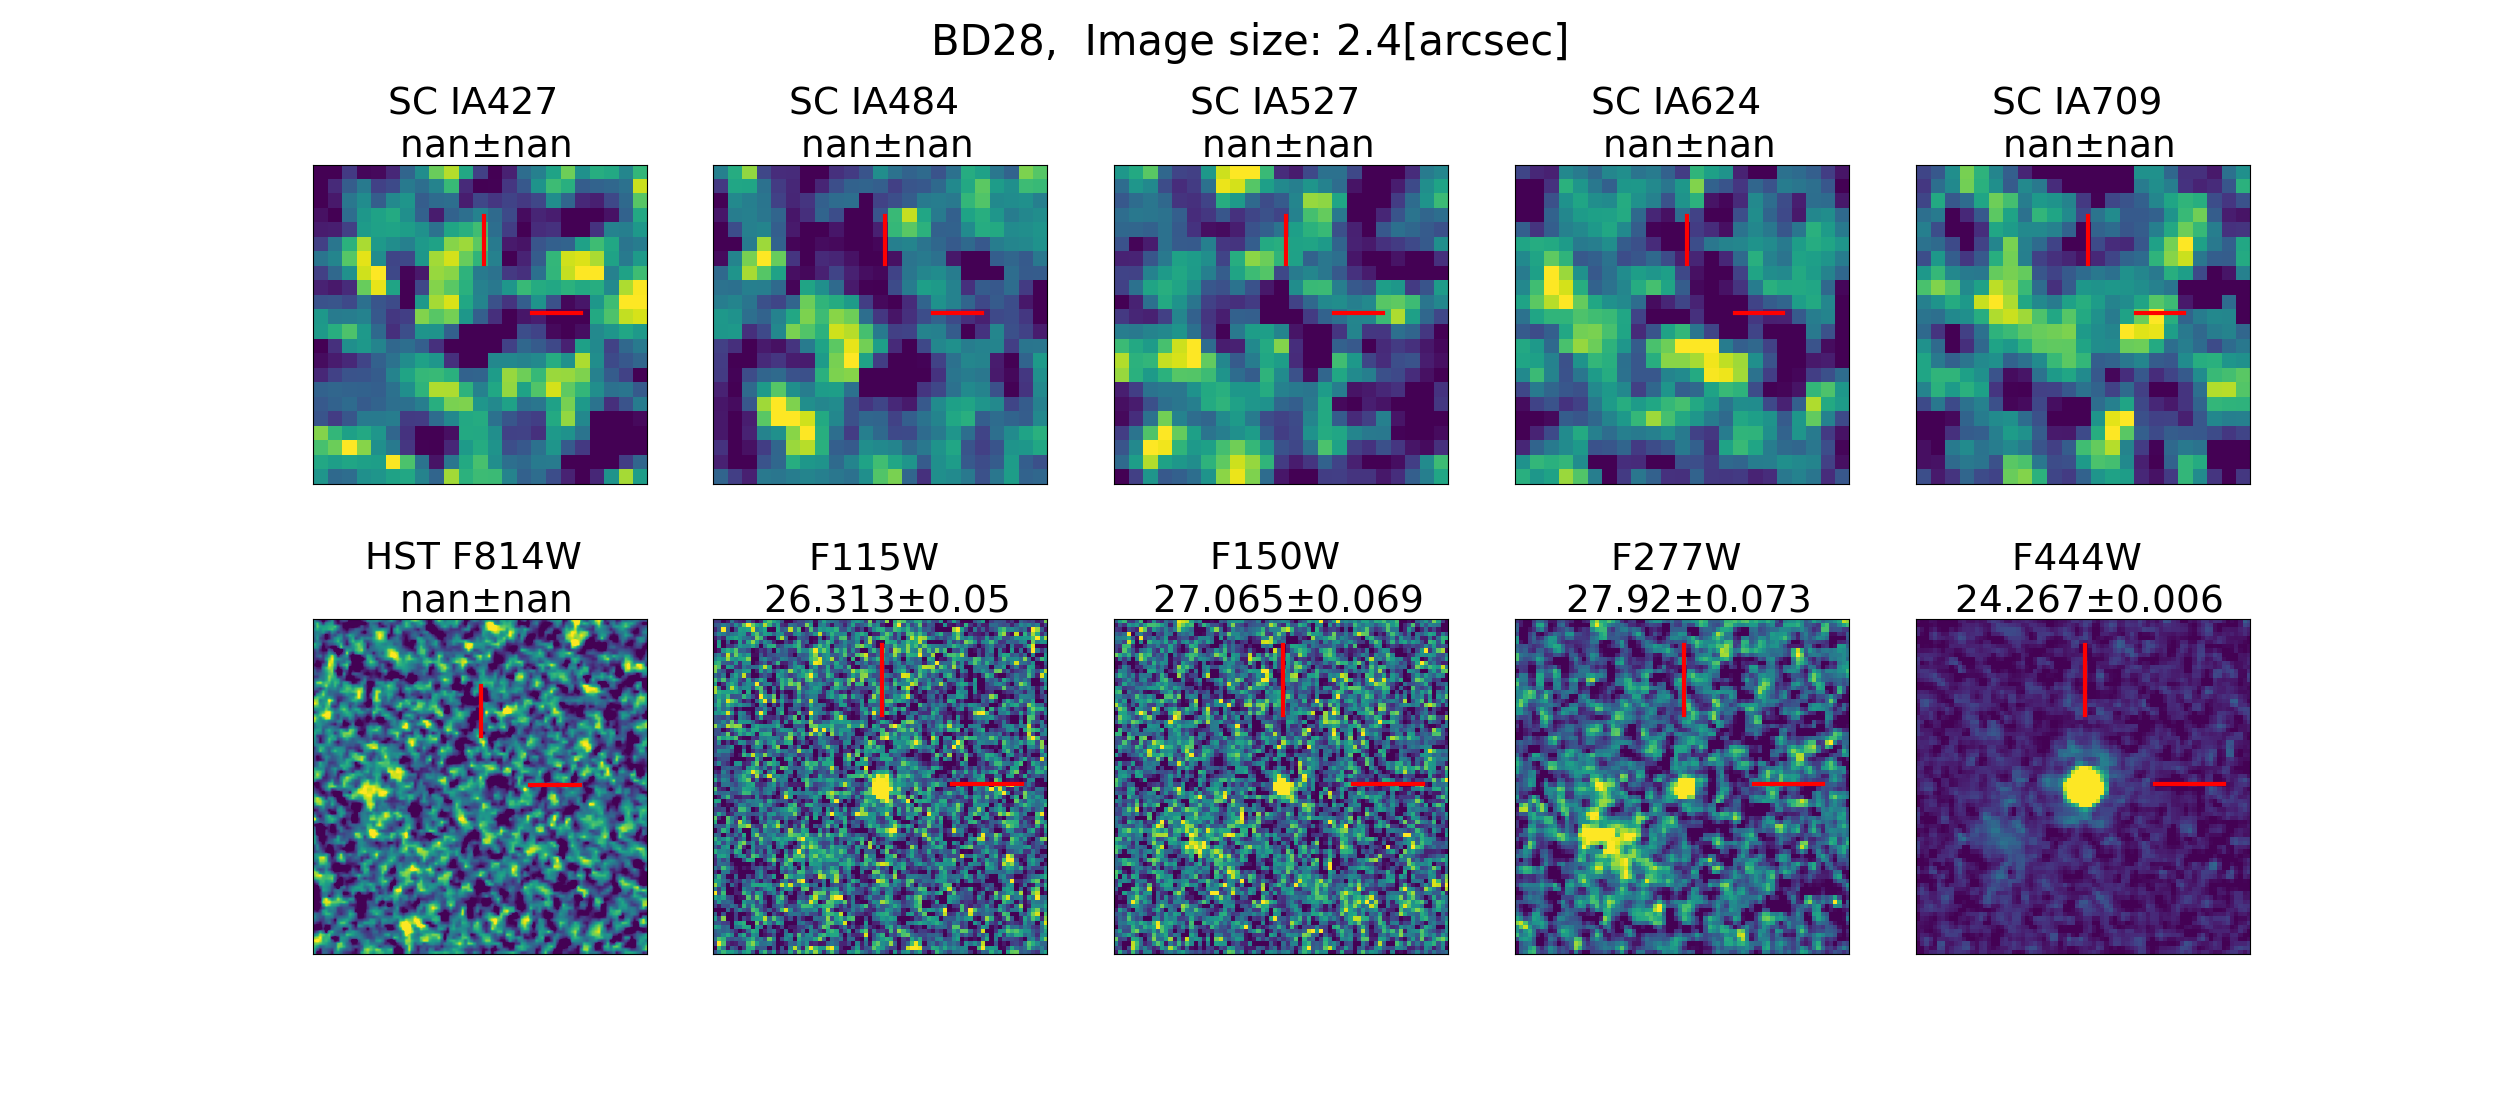 BD28,  Image size: 2.4[arcsec]
SC IA427
nan±nan
SC IA484
nan±nan
SC IA527
nan±nan
SC IA624
nan±nan
SC IA709
nan±nan
HST F814W
nan±nan
F115W
26.313±0.05
F150W
27.065±0.069
F277W
27.92±0.073
F444W
24.267±0.006